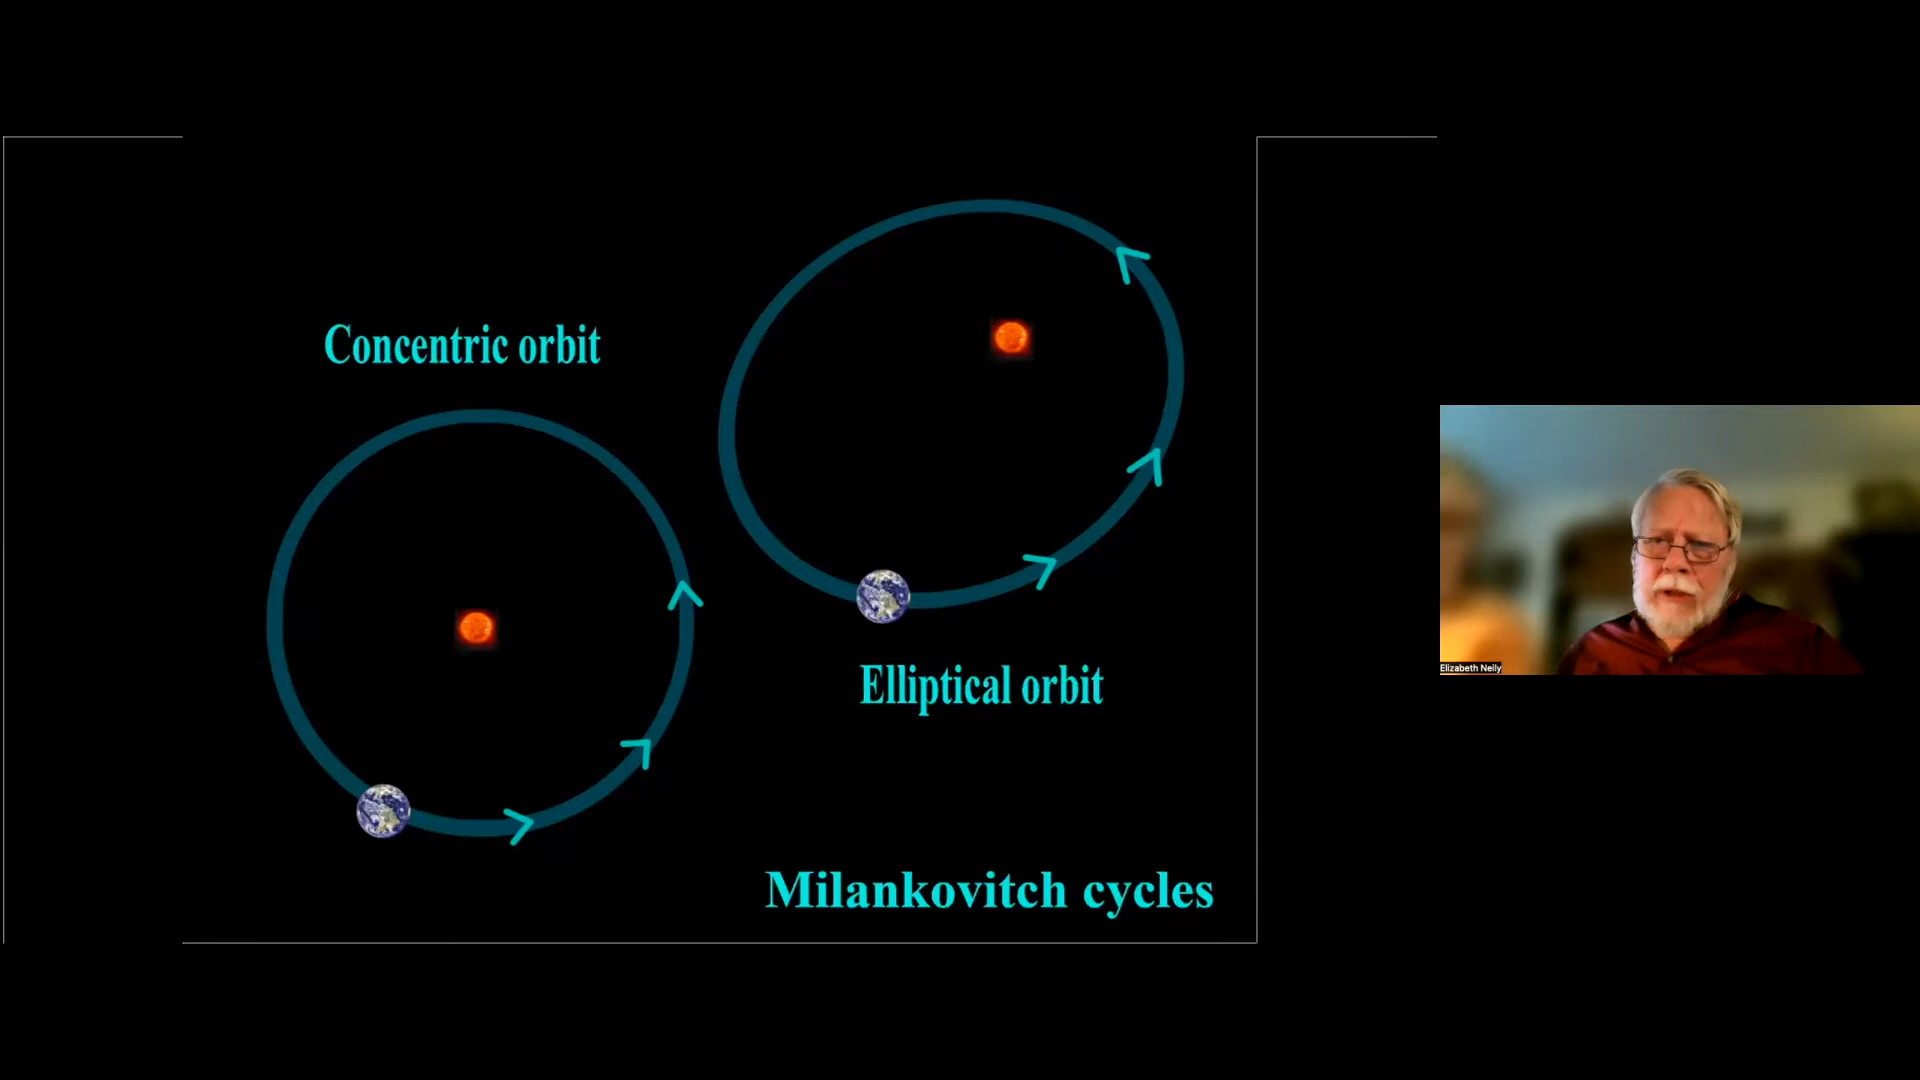 Concentric orbit
Elliptical orbit
Milankovitch cycles
Elizabeth Neily